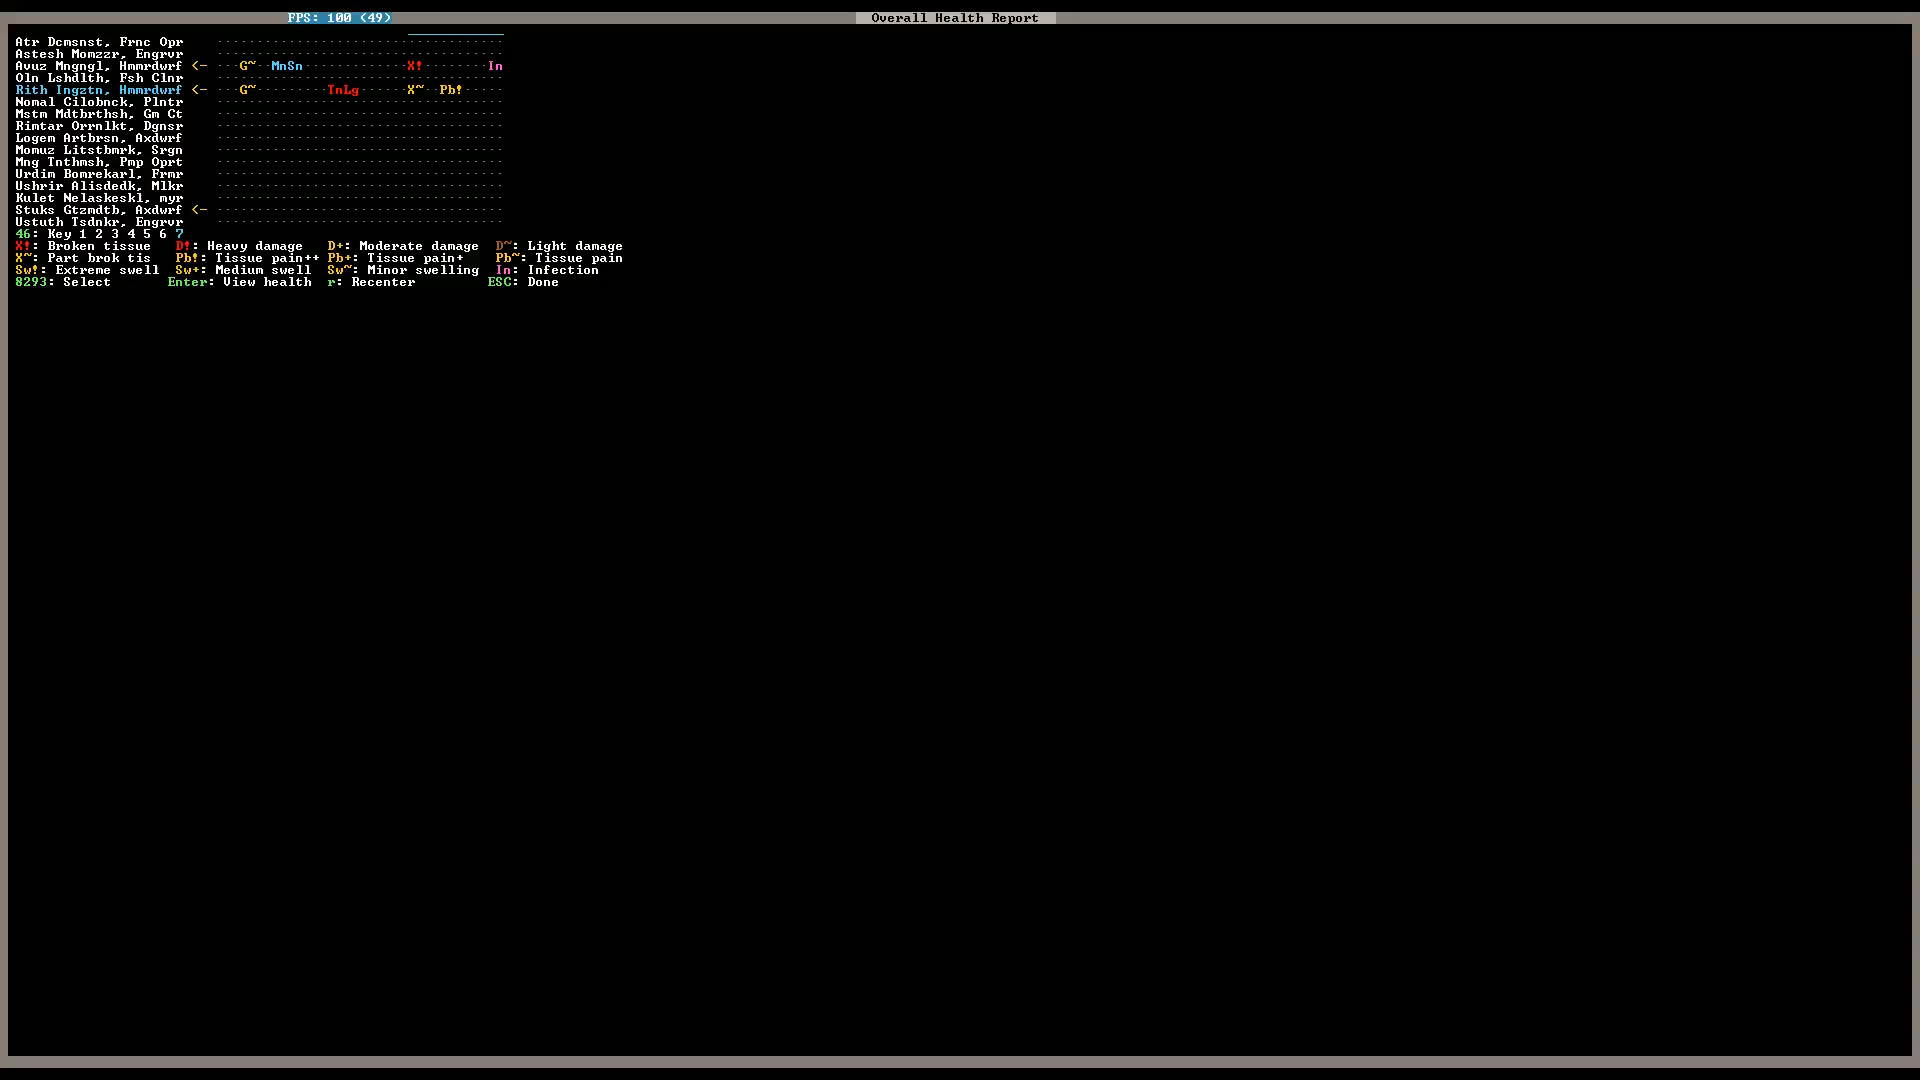 FPS: 100 (49) Overall Health Report
Atr Dcmsnst, Frnc Opr
Astesh Momzzr, Engrvr
Avuz Mngngl, Hmmrdwrf <- G~ MnSn X! In
Oln Lshdlth, Fsh Clnr
Rith Ingztn, Hmmrdwrf <- G~ TnLg X~ Pb!
Nomal Cilobnck, Plntr
Mstm Mdtbrthsh, Gm Ct
Rimtar Orrnlkt, Dgnsr
Logem Artbrsn, Axdwrf
Momuz Litstbmrk, Srgn
Mng Tnthmsh, Pmp Oprt
Urdim Bomrekarl, Frmr
Ushrir Alisdedk, Mlkr
Kulet Nelaskeskl, myr
Stuks Gtzmdtb, Axdwrf <-
Ustuth Tsdnkr, Engrvr
46: Key 1 2 3 4 5 6 7
X!: Broken tissue D!: Heavy damage D+: Moderate damage D~: Light damage
X~: Part brok tis Pb!: Tissue pain++ Pb+: Tissue pain+ Pb~: Tissue pain
Sw!: Extreme swell Sw+: Medium swell Sw~: Minor swelling In: Infection
8293: Select Enter: View health r: Recenter ESC: Done